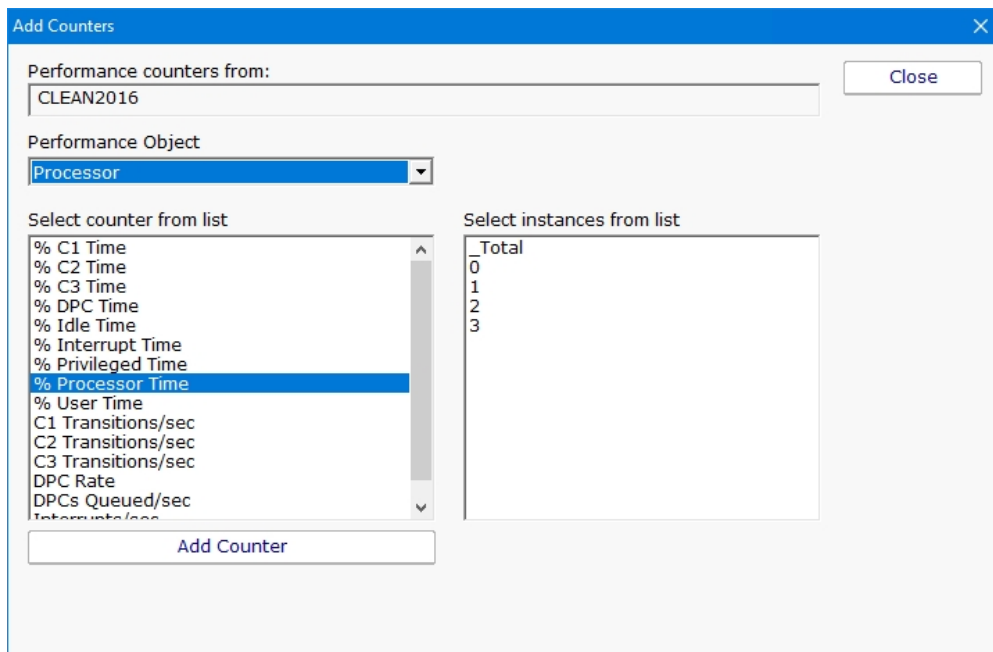 Add Counters
Performance counters from:
Close
CLEAN2016
Performance Object
Processor
Select counter from list
% C1 Time
% C2 Time
% C3 Time
% DPC Time
% Idle Time
% Interrupt Time
% Privileged Time
% Processor Time
% User Time
C1 Transitions/sec
C2 Transitions/sec
C3 Transitions/sec
DPC Rate
DPCs Queued/sec
Interrupts/sec
Select instances from list
_Total
0
1
2
3
Add Counter